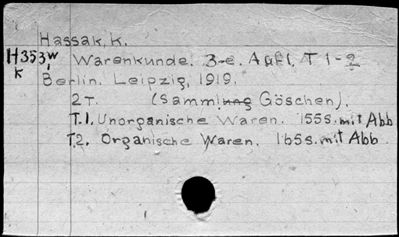 Hassak, K.
H353w, Warenkunde. 3-e. Aufl. T 1-2
k
Berlin. Leipzig, 1919.
2 T. (Sammlung Göschen).
T.1. Unorganische Waren. 155 s. mit Abb
T.2. Organische Waren. 165 s. mit Abb.